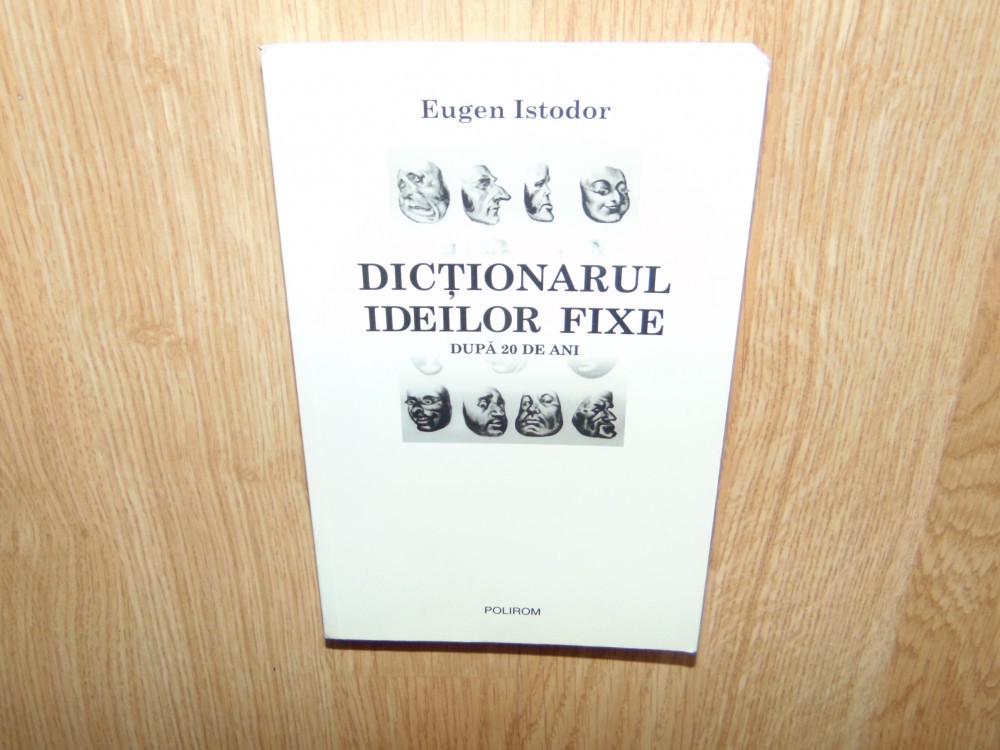 Eugen Istodor
DICȚIONARUL
IDEILOR FIXE
DUPĂ 20 DE ANI
POLIROM